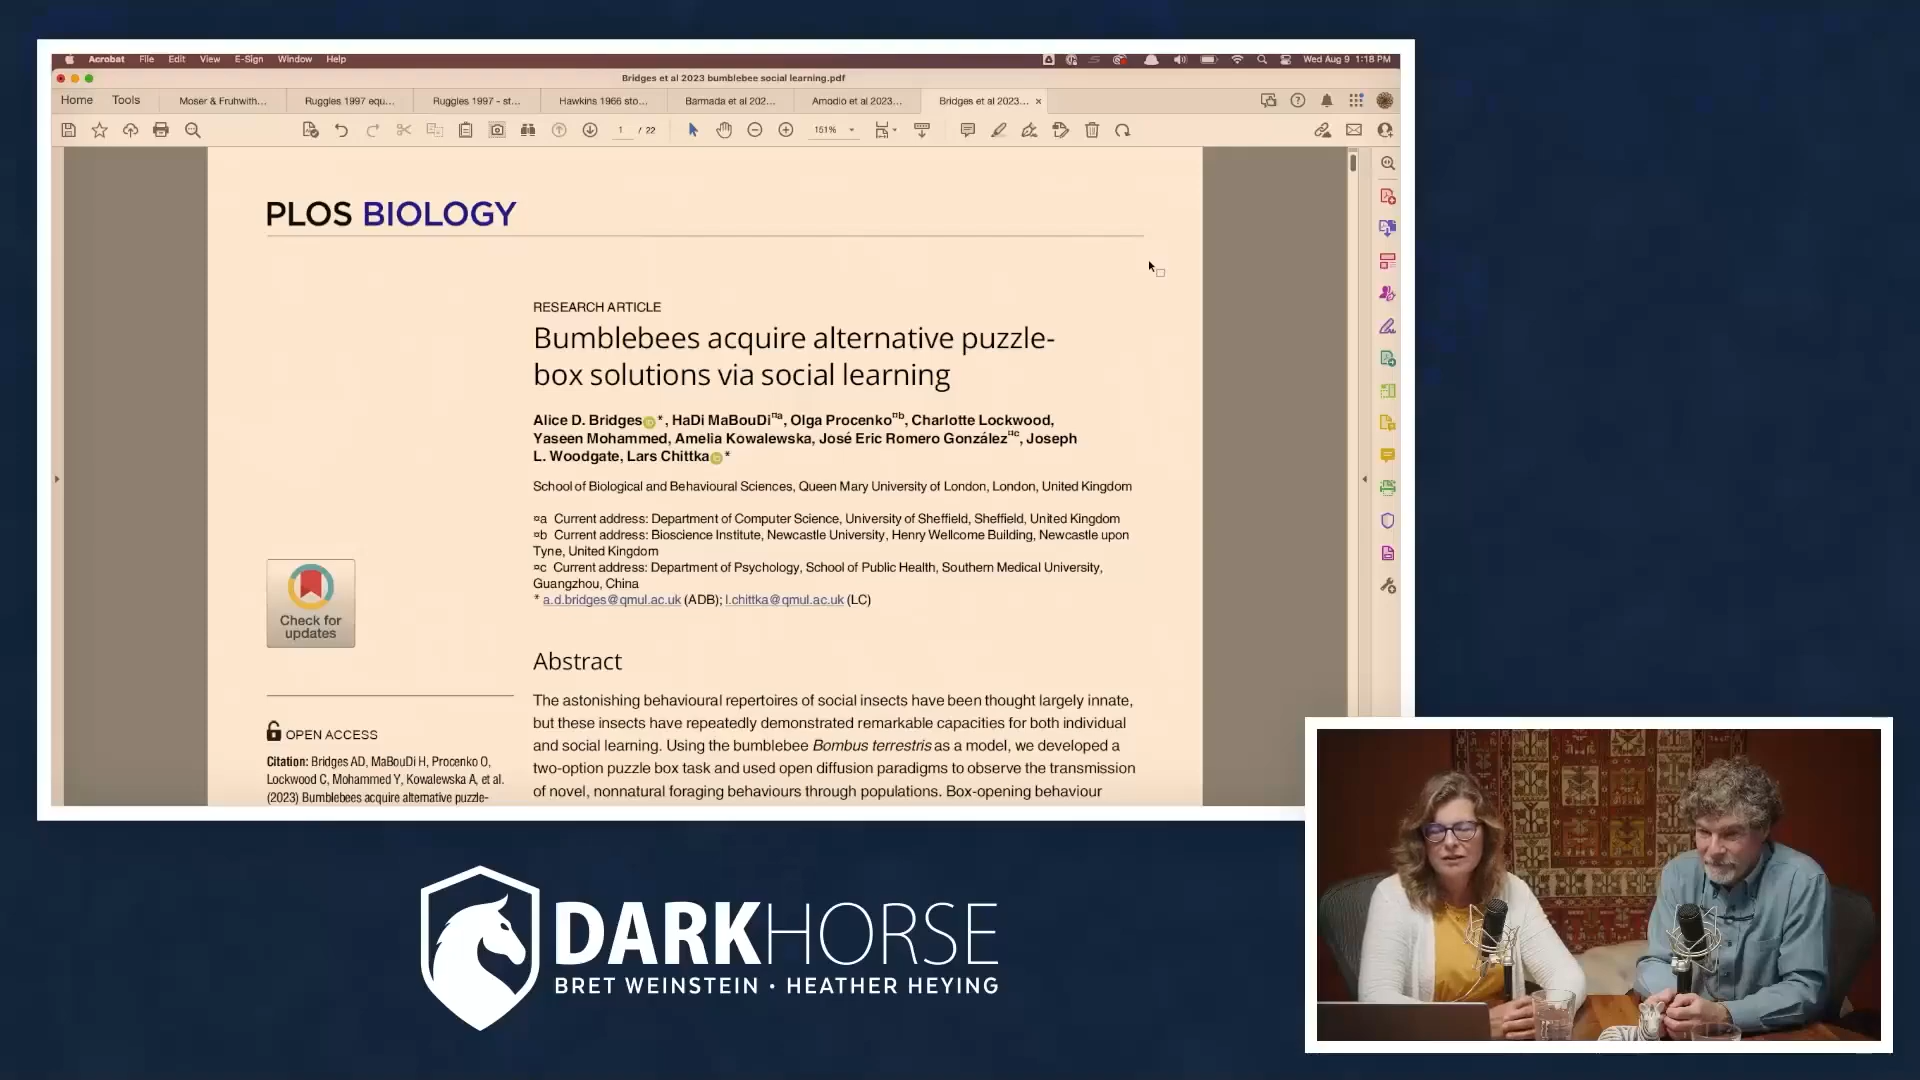 Acrobat File Edit View E-Sign Window Help Wed Aug 9 1:18 PM
Bridges et al 2023 bumblebee social learning.pdf
Home Tools Moser & Fruhwith... Ruggles 1997 equ... Ruggles 1997 - st... Hawkins 1966 sto... Barmada et al 202... Amodio et al 2023... Bridges et al 2023... ×
1 / 22 151%
PLOS BIOLOGY
RESEARCH ARTICLE
Bumblebees acquire alternative puzzle-
box solutions via social learning
Alice D. Bridges*, HaDi MaBouDi¤a, Olga Procenko¤b, Charlotte Lockwood,
Yaseen Mohammed, Amelia Kowalewska, José Eric Romero González¤c, Joseph
L. Woodgate, Lars Chittka*
School of Biological and Behavioural Sciences, Queen Mary University of London, London, United Kingdom
¤a Current address: Department of Computer Science, University of Sheffield, Sheffield, United Kingdom
¤b Current address: Bioscience Institute, Newcastle University, Henry Wellcome Building, Newcastle upon
Tyne, United Kingdom
¤c Current address: Department of Psychology, School of Public Health, Southern Medical University,
Guangzhou, China
* a.d.bridges@qmul.ac.uk (ADB); l.chittka@qmul.ac.uk (LC)
Check for
updates
Abstract
The astonishing behavioural repertoires of social insects have been thought largely innate,
but these insects have repeatedly demonstrated remarkable capacities for both individual
and social learning. Using the bumblebee Bombus terrestris as a model, we developed a
two-option puzzle box task and used open diffusion paradigms to observe the transmission
of novel, nonnatural foraging behaviours through populations. Box-opening behaviour
OPEN ACCESS
Citation: Bridges AD, MaBouDi H, Procenko O,
Lockwood C, Mohammed Y, Kowalewska A, et al.
(2023) Bumblebees acquire alternative puzzle-
DARKHORSE
BRET WEINSTEIN • HEATHER HEYING